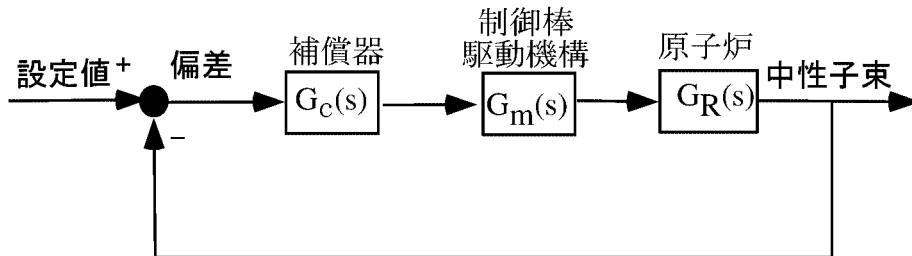 設定値
+
偏差
−
補償器
Gc(s)
制御棒
駆動機構
Gm(s)
原子炉
GR(s)
中性子束